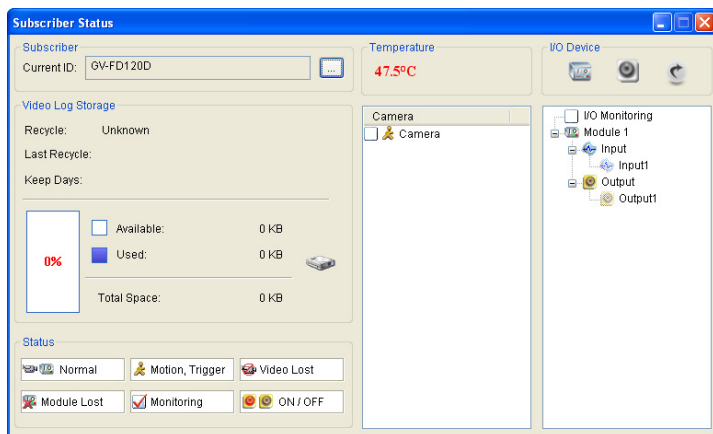 Subscriber Status
Subscriber
Current ID: GV-FD120D ...
Temperature
47.5°C
I/O Device
Video Log Storage
Recycle: Unknown
Last Recycle:
Keep Days:
0%
Available: 0 KB
Used: 0 KB
Total Space: 0 KB
Status
Normal
Motion, Trigger
Video Lost
Module Lost
Monitoring
ON / OFF
Camera
Camera
I/O Monitoring
Module 1
Input
Input1
Output
Output1